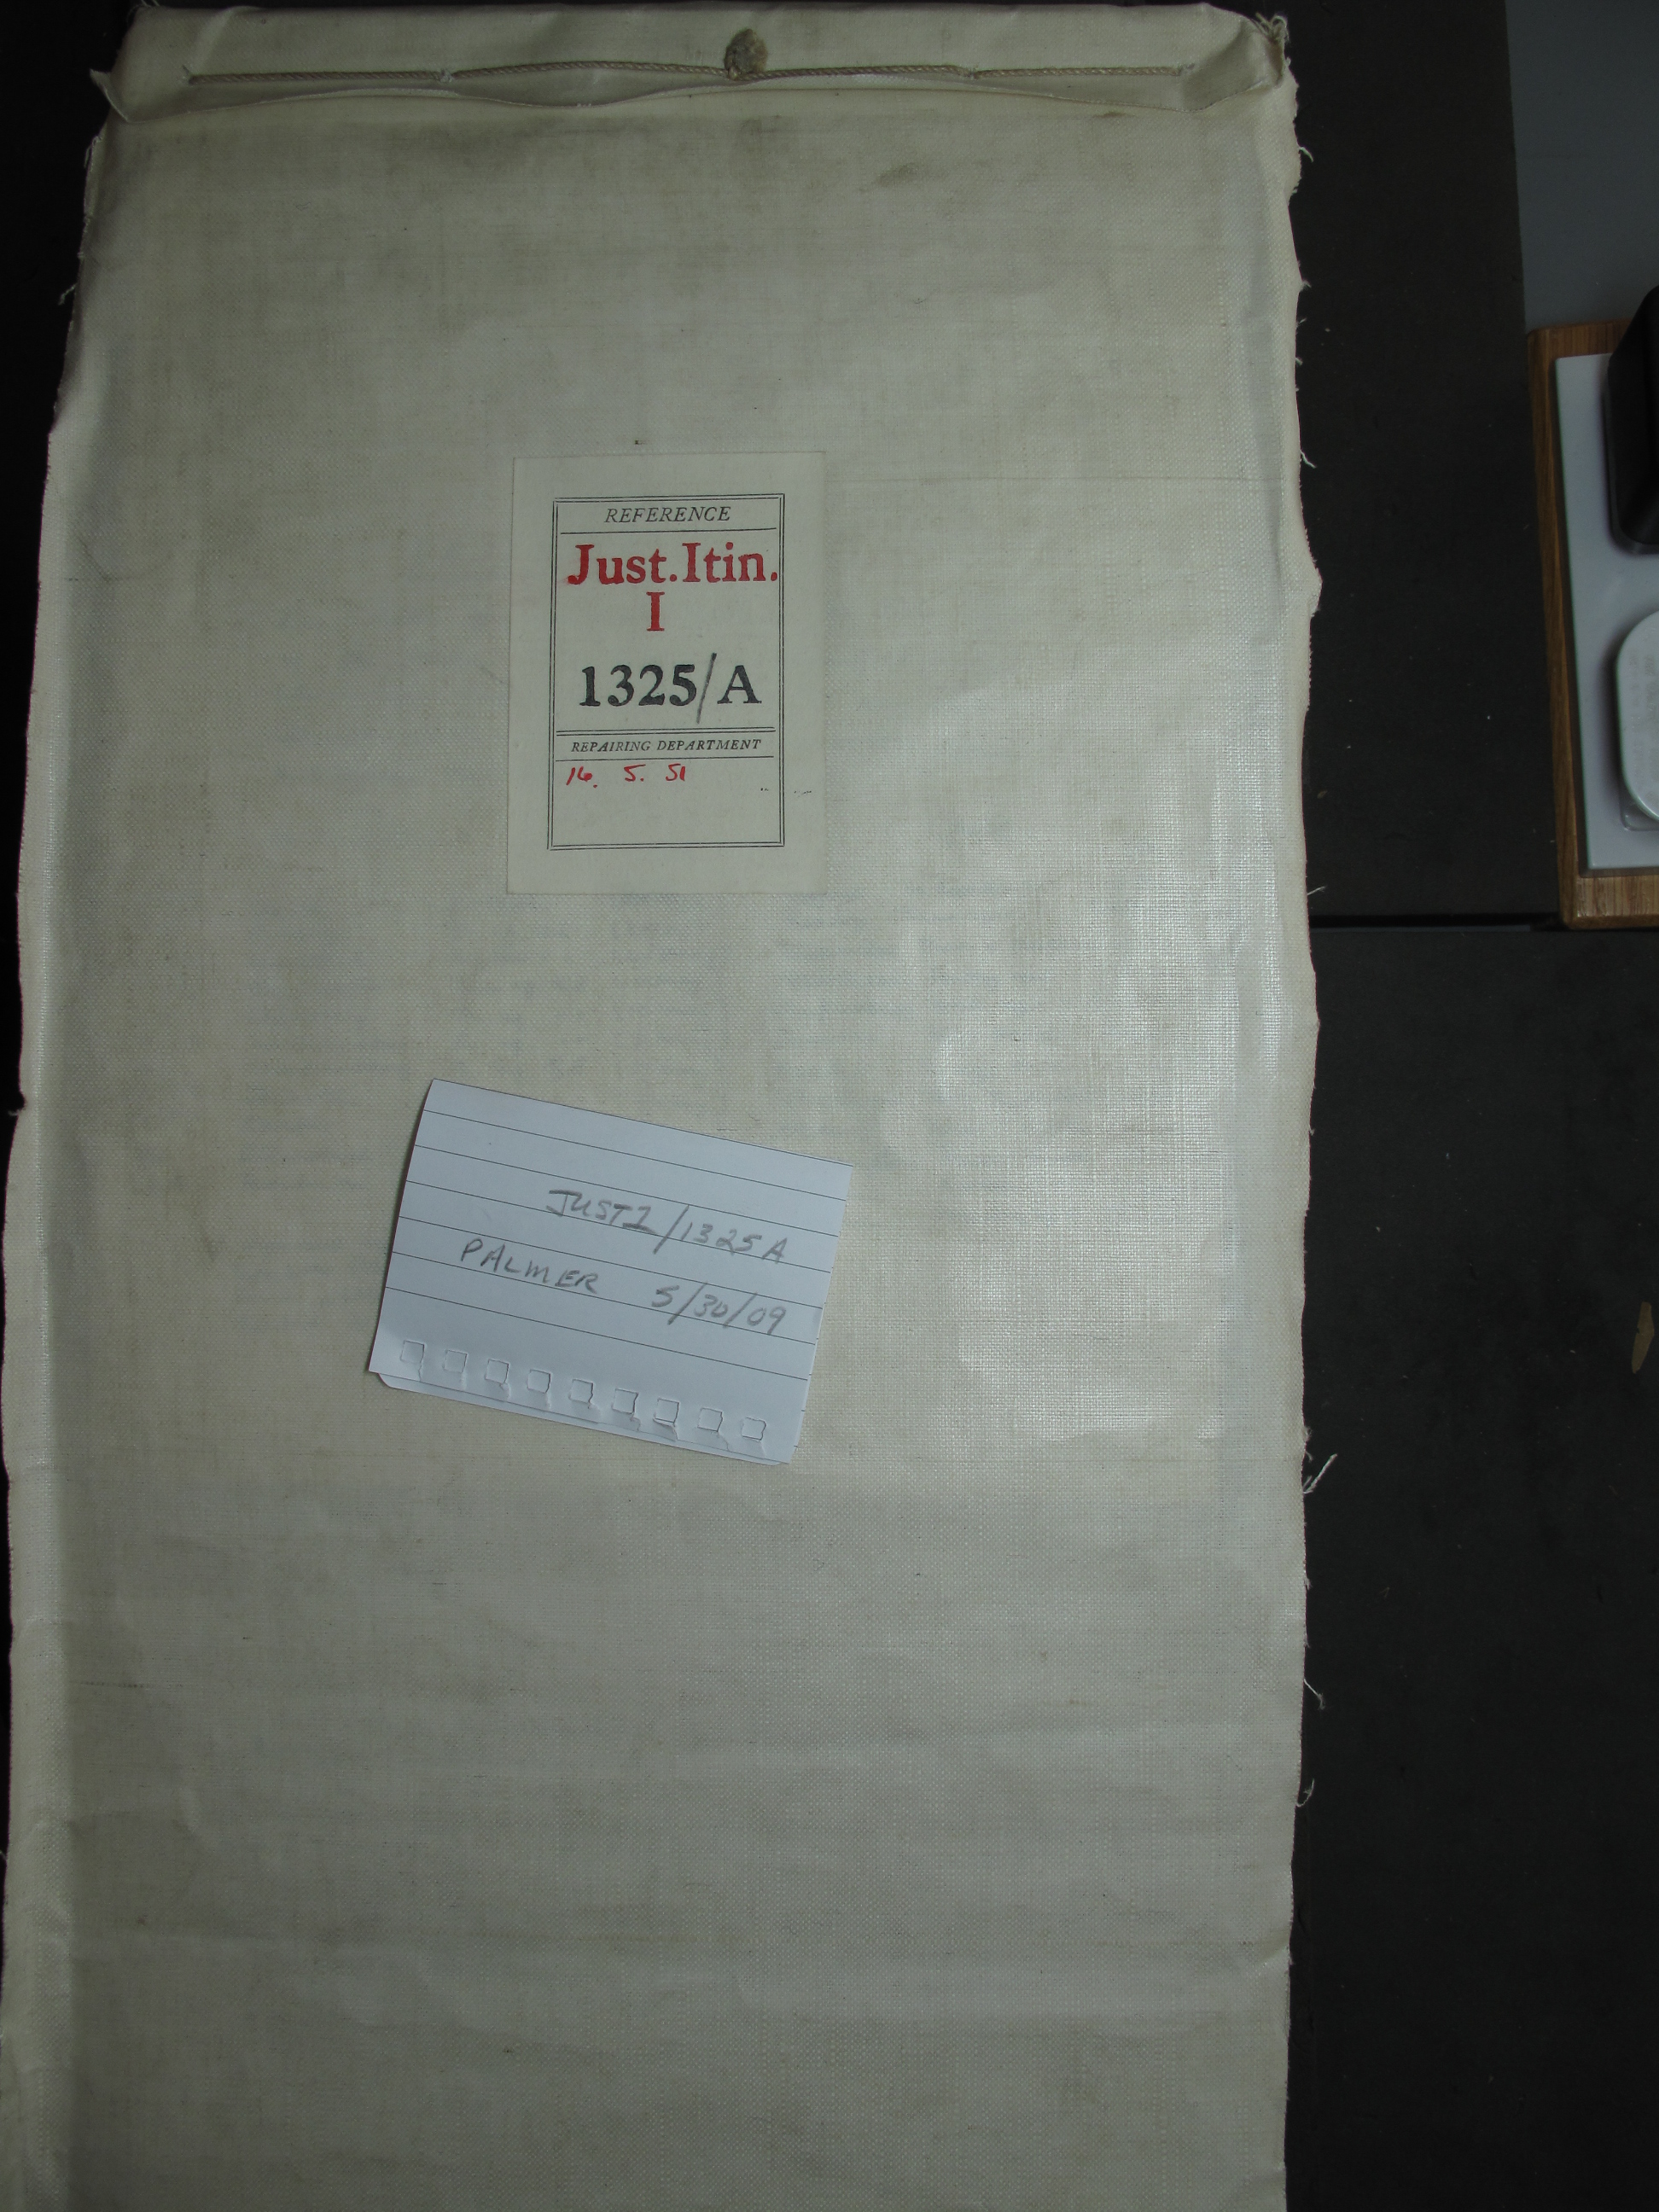 REFERENCE
Just.Itin.
I
1325/A
REPAIRING DEPARTMENT
16. 5. 51
JUST1/1325A
PALMER 5/30/09